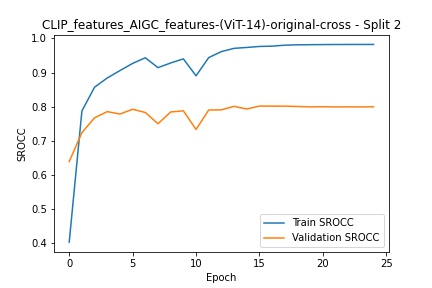 CLIP_features_AIGC_features-(ViT-14)-original-cross - Split 2
1.0
0.9
0.8
0.7
0.6
0.5
0.4
SROCC
Train SROCC
Validation SROCC
0 5 10 15 20 25
Epoch